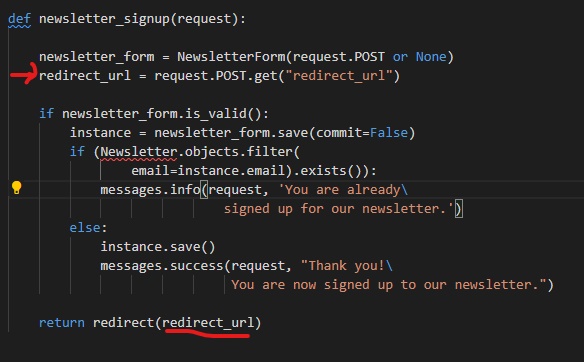 def newsletter_signup(request):
newsletter_form = NewsletterForm(request.POST or None)
redirect_url = request.POST.get("redirect_url")
if newsletter_form.is_valid():
instance = newsletter_form.save(commit=False)
if (Newsletter.objects.filter(
email=instance.email).exists()):
messages.info(request, 'You are already\
signed up for our newsletter.')
else:
instance.save()
messages.success(request, "Thank you!\
You are now signed up to our newsletter.")
return redirect(redirect_url)